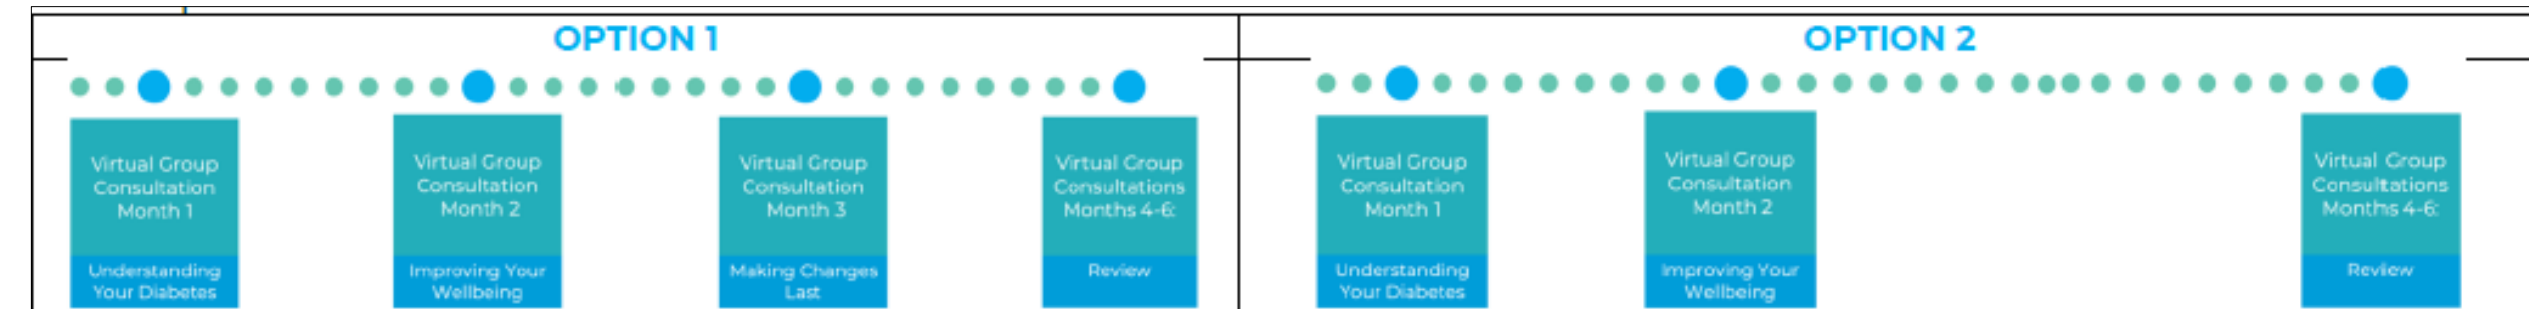 OPTION 1
Virtual Group
Consultation
Month 1
Understanding
Your Diabetes
Virtual Group
Consultation
Month 2
Improving Your
Wellbeing
Virtual Group
Consultation
Month 3
Making Changes
Last
Virtual Group
Consultations
Months 4-6:
Review
OPTION 2
Virtual Group
Consultation
Month 1
Understanding
Your Diabetes
Virtual Group
Consultation
Month 2
Improving Your
Wellbeing
Virtual Group
Consultations
Months 4-6:
Review